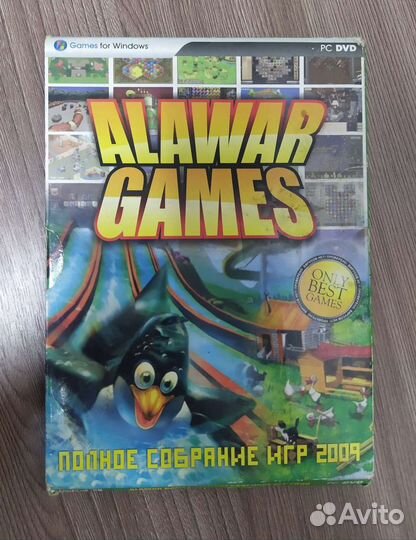 Games for Windows
PC DVD
ALAWAR
GAMES
ONLY
BEST
GAMES
ПОЛНОЕ СОБРАНИЕ ИГР 2009
Avito